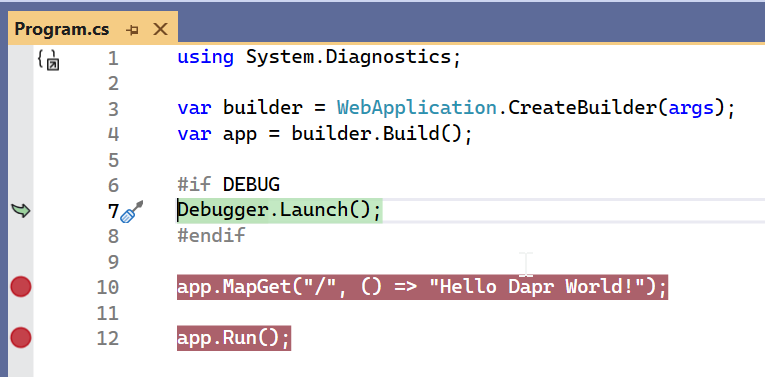 Program.cs
1 using System.Diagnostics;
2
3 var builder = WebApplication.CreateBuilder(args);
4 var app = builder.Build();
5
6 #if DEBUG
7 Debugger.Launch();
8 #endif
9
10 app.MapGet("/", () => "Hello Dapr World!");
11
12 app.Run();